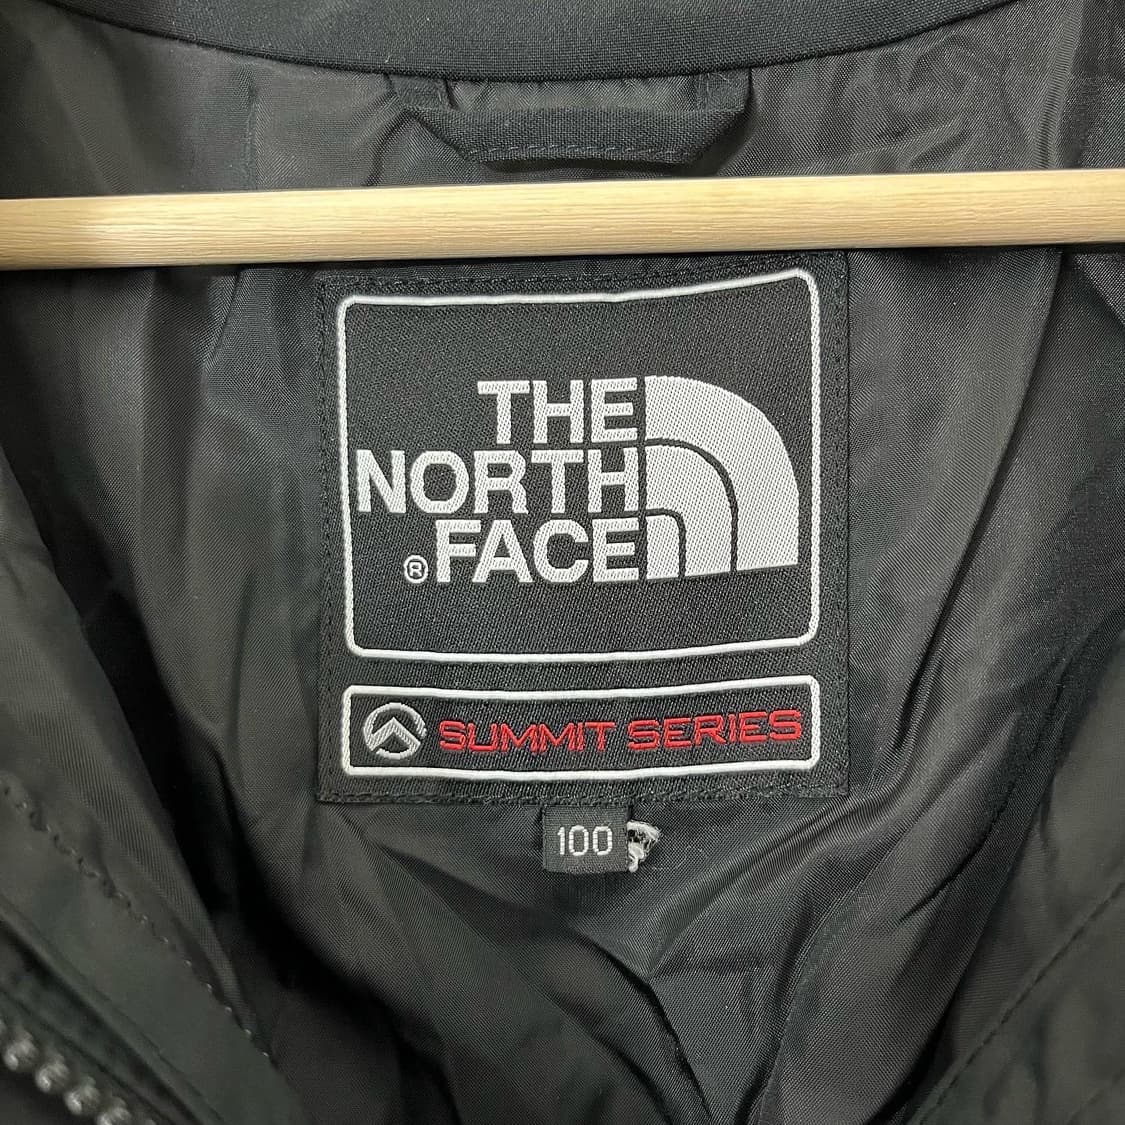 THE
NORTH
® FACE
SUMMIT SERIES
100